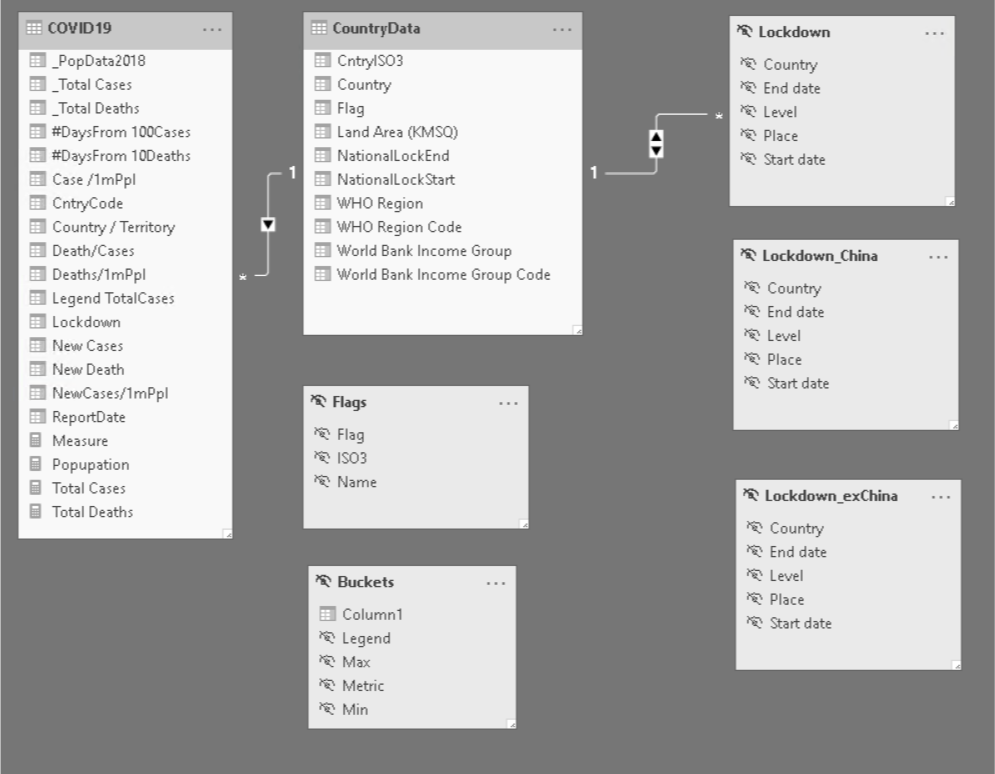 COVID19 ...
_PopData2018
_Total Cases
_Total Deaths
#DaysFrom 100Cases
#DaysFrom 10Deaths
Case /1mPpl
CntryCode
Country / Territory
Death/Cases
Deaths/1mPpl
Legend TotalCases
Lockdown
New Cases
New Death
NewCases/1mPpl
ReportDate
Measure
Popupation
Total Cases
Total Deaths
*
1
CountryData ...
CntryISO3
Country
Flag
Land Area (KMSQ)
NationalLockEnd
NationalLockStart
WHO Region
WHO Region Code
World Bank Income Group
World Bank Income Group Code
1
*
Lockdown ...
Country
End date
Level
Place
Start date
Lockdown_China ...
Country
End date
Level
Place
Start date
Flags ...
Flag
ISO3
Name
Lockdown_exChina ...
Country
End date
Level
Place
Start date
Buckets ...
Column1
Legend
Max
Metric
Min